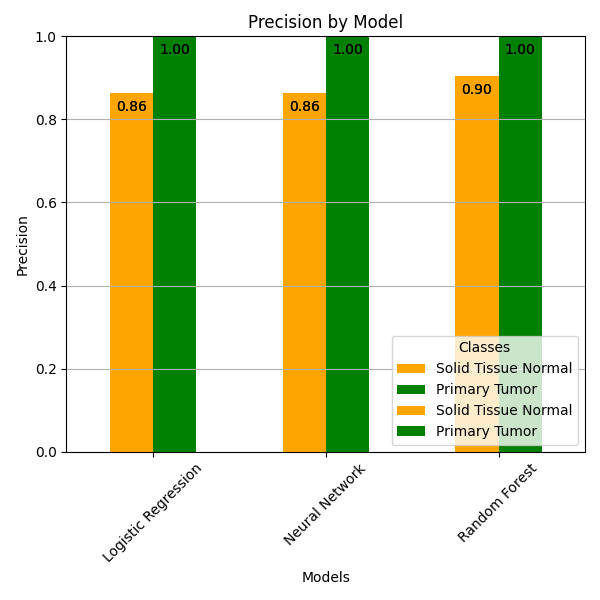 Precision by Model
1.0
0.8
0.6
0.4
0.2
0.0
Precision
0.86
1.00
0.86
1.00
0.90
1.00
Classes
Solid Tissue Normal
Primary Tumor
Solid Tissue Normal
Primary Tumor
Logistic Regression
Neural Network
Random Forest
Models